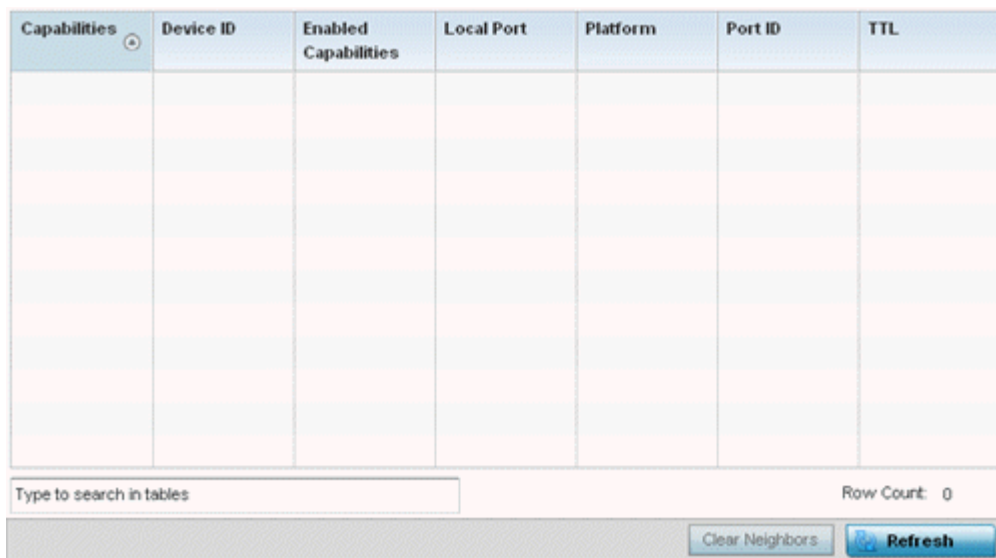 Capabilities Device ID Enabled Capabilities Local Port Platform Port ID TTL
Type to search in tables
Row Count: 0
Clear Neighbors
Refresh